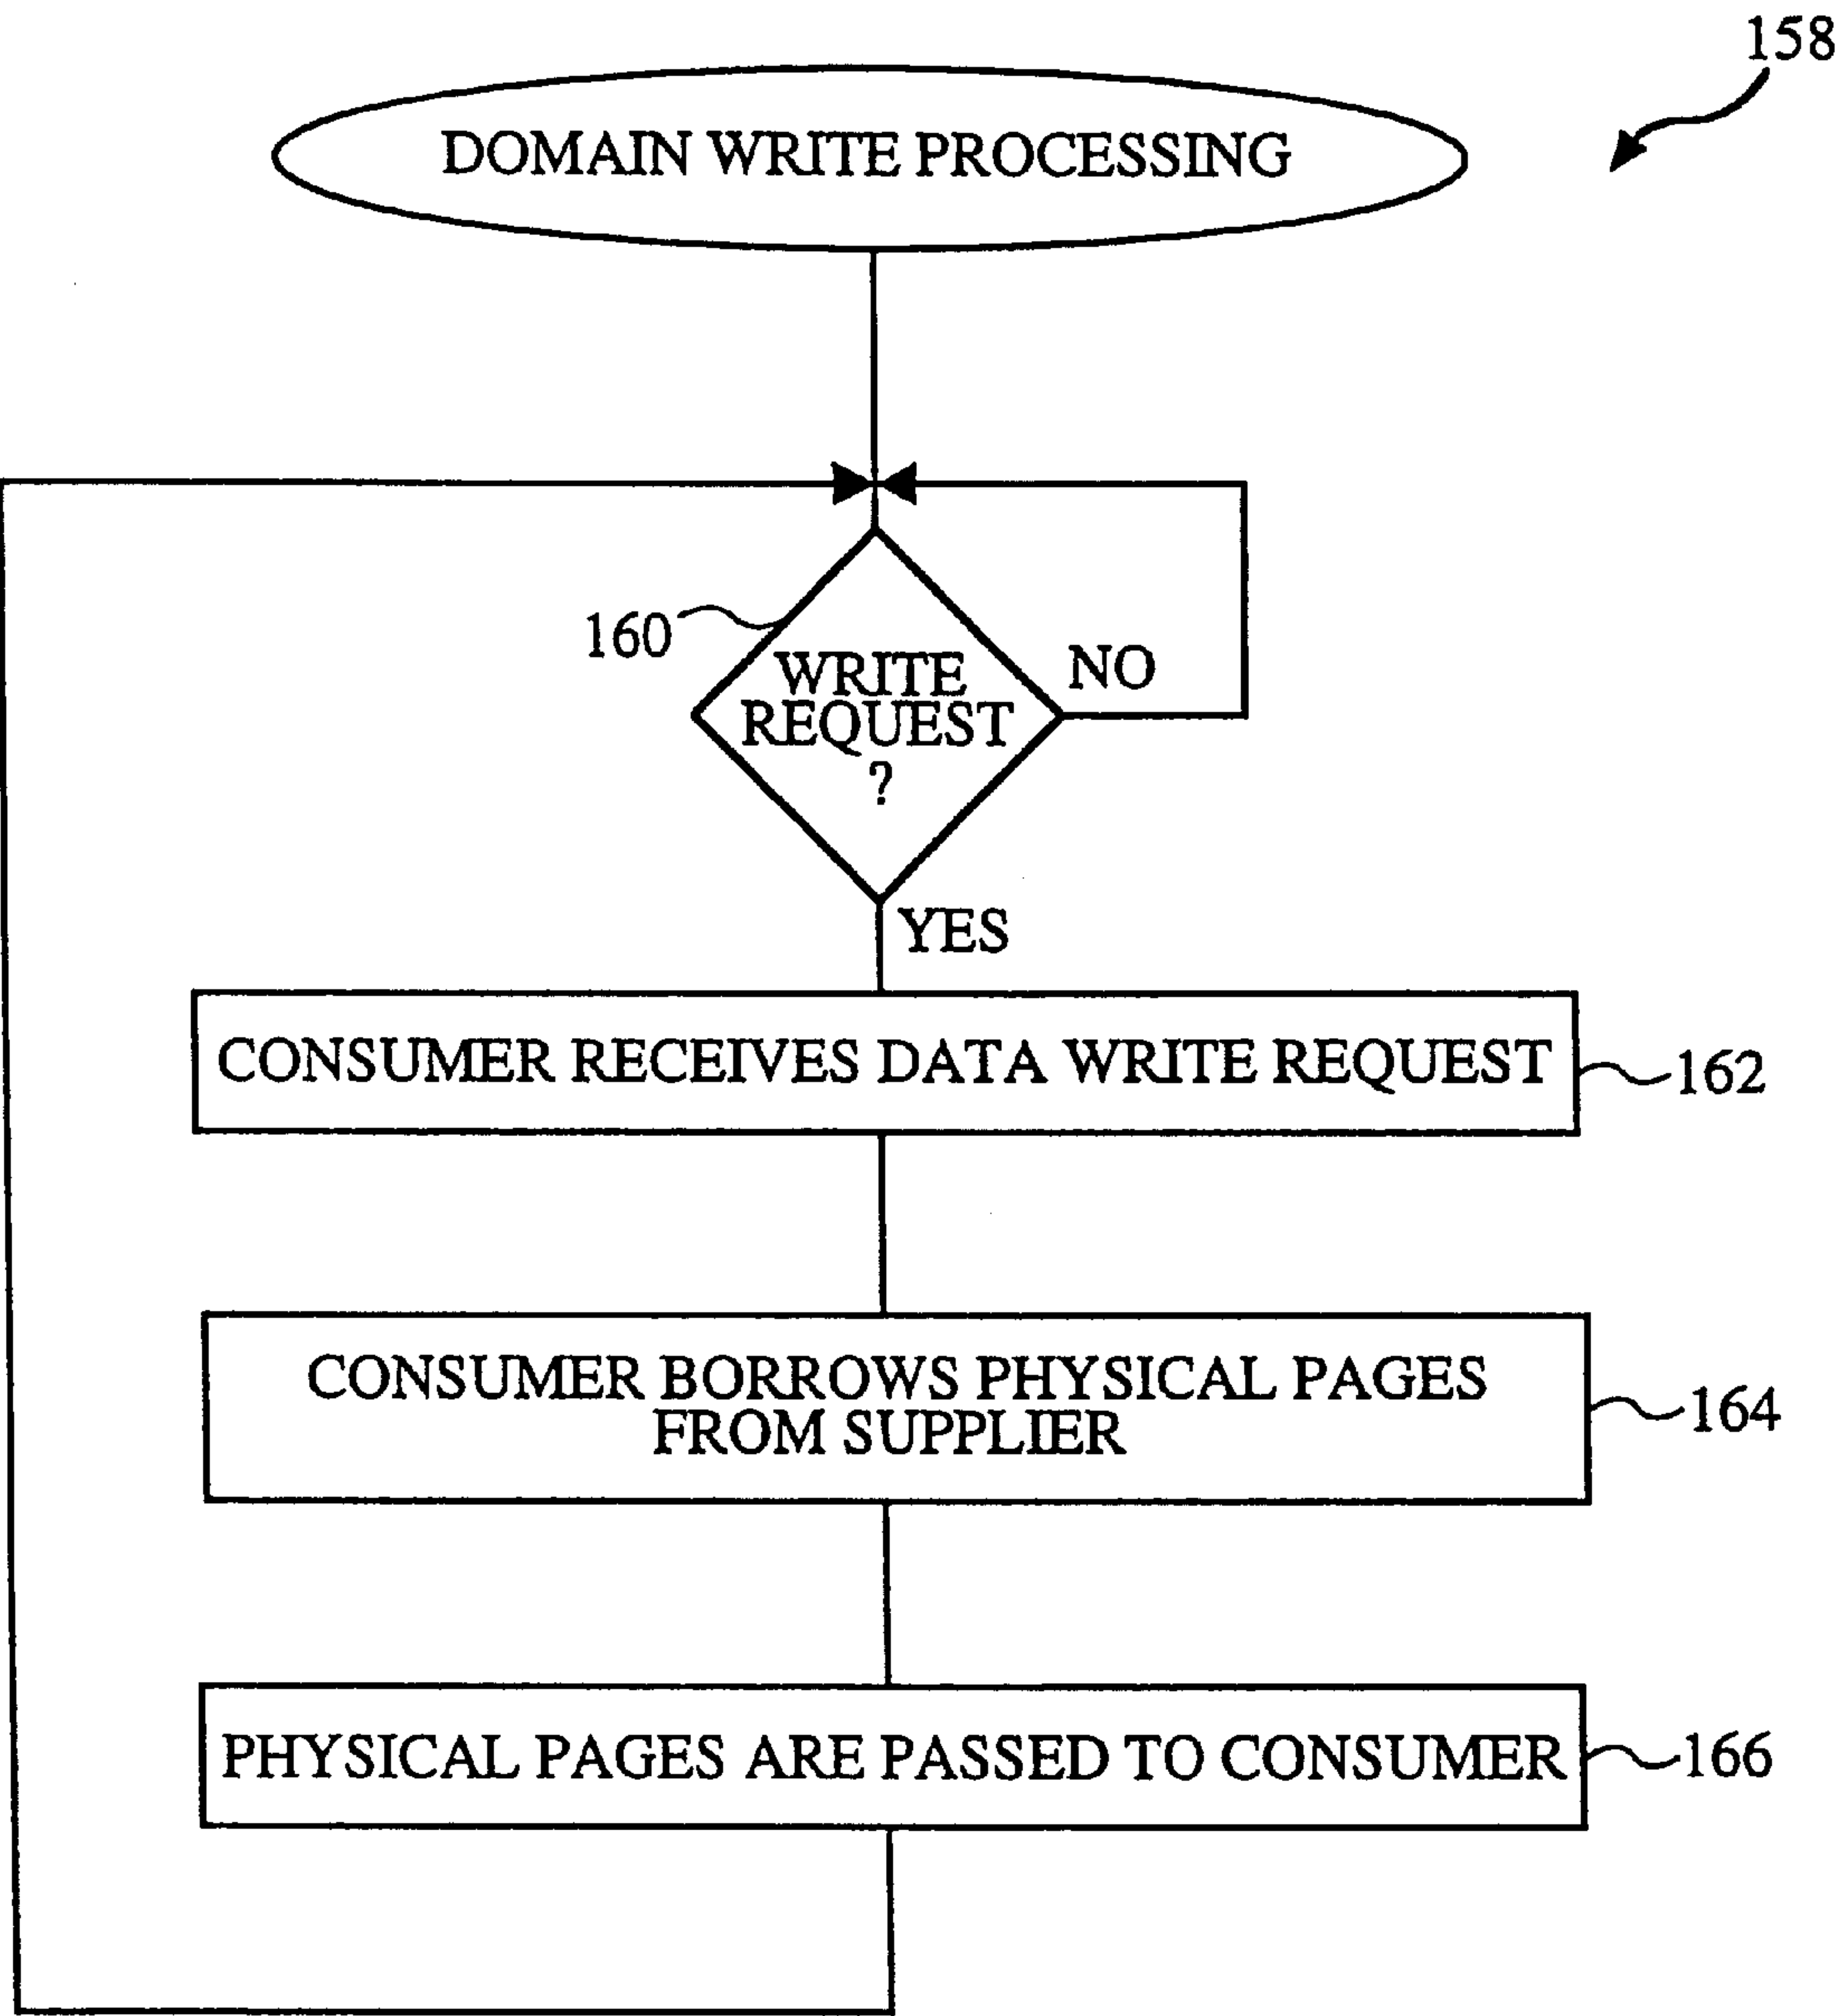 158
DOMAIN WRITE PROCESSING
160
WRITE
REQUEST
?
NO
YES
CONSUMER RECEIVES DATA WRITE REQUEST
162
CONSUMER BORROWS PHYSICAL PAGES
FROM SUPPLIER
164
PHYSICAL PAGES ARE PASSED TO CONSUMER
166